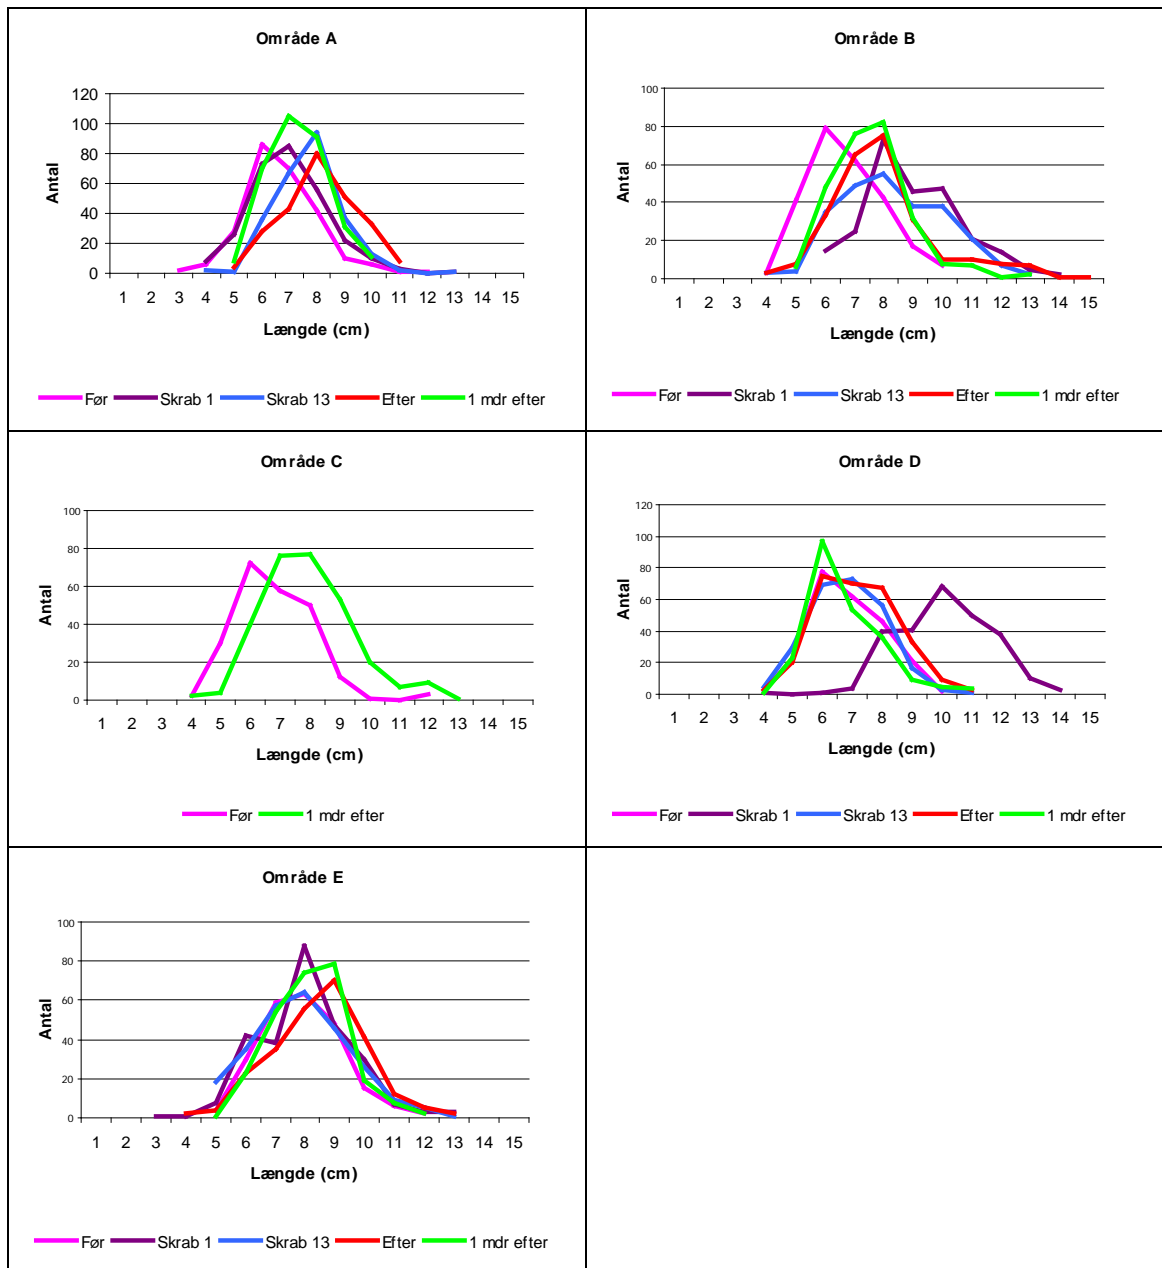 Område A
120
100
80
60
40
20
0
Antal
1 2 3 4 5 6 7 8 9 10 11 12 13 14 15
Længde (cm)
Før Skrab 1 Skrab 13 Efter 1 mdr efter
Område B
100
80
60
40
20
0
Antal
1 2 3 4 5 6 7 8 9 10 11 12 13 14 15
Længde (cm)
Før Skrab 1 Skrab 13 Efter 1 mdr efter
Område C
100
80
60
40
20
0
Antal
1 2 3 4 5 6 7 8 9 10 11 12 13 14 15
Længde (cm)
Før 1 mdr efter
Område D
120
100
80
60
40
20
0
Antal
1 2 3 4 5 6 7 8 9 10 11 12 13 14 15
Længde (cm)
Før Skrab 1 Skrab 13 Efter 1 mdr efter
Område E
100
80
60
40
20
0
Antal
1 2 3 4 5 6 7 8 9 10 11 12 13 14 15
Længde (cm)
Før Skrab 1 Skrab 13 Efter 1 mdr efter